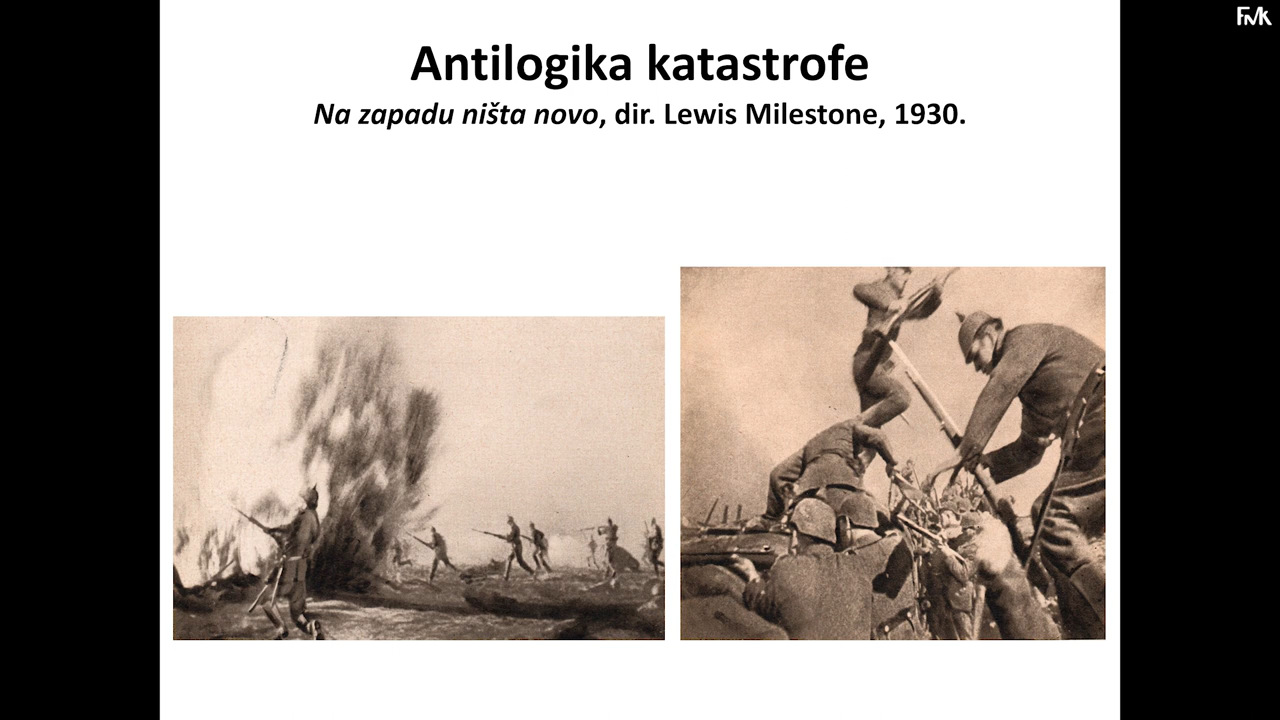 FMK
Antilogika katastrofe
Na zapadu ništa novo, dir. Lewis Milestone, 1930.